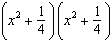 (x² + 1/4)(x² + 1/4)